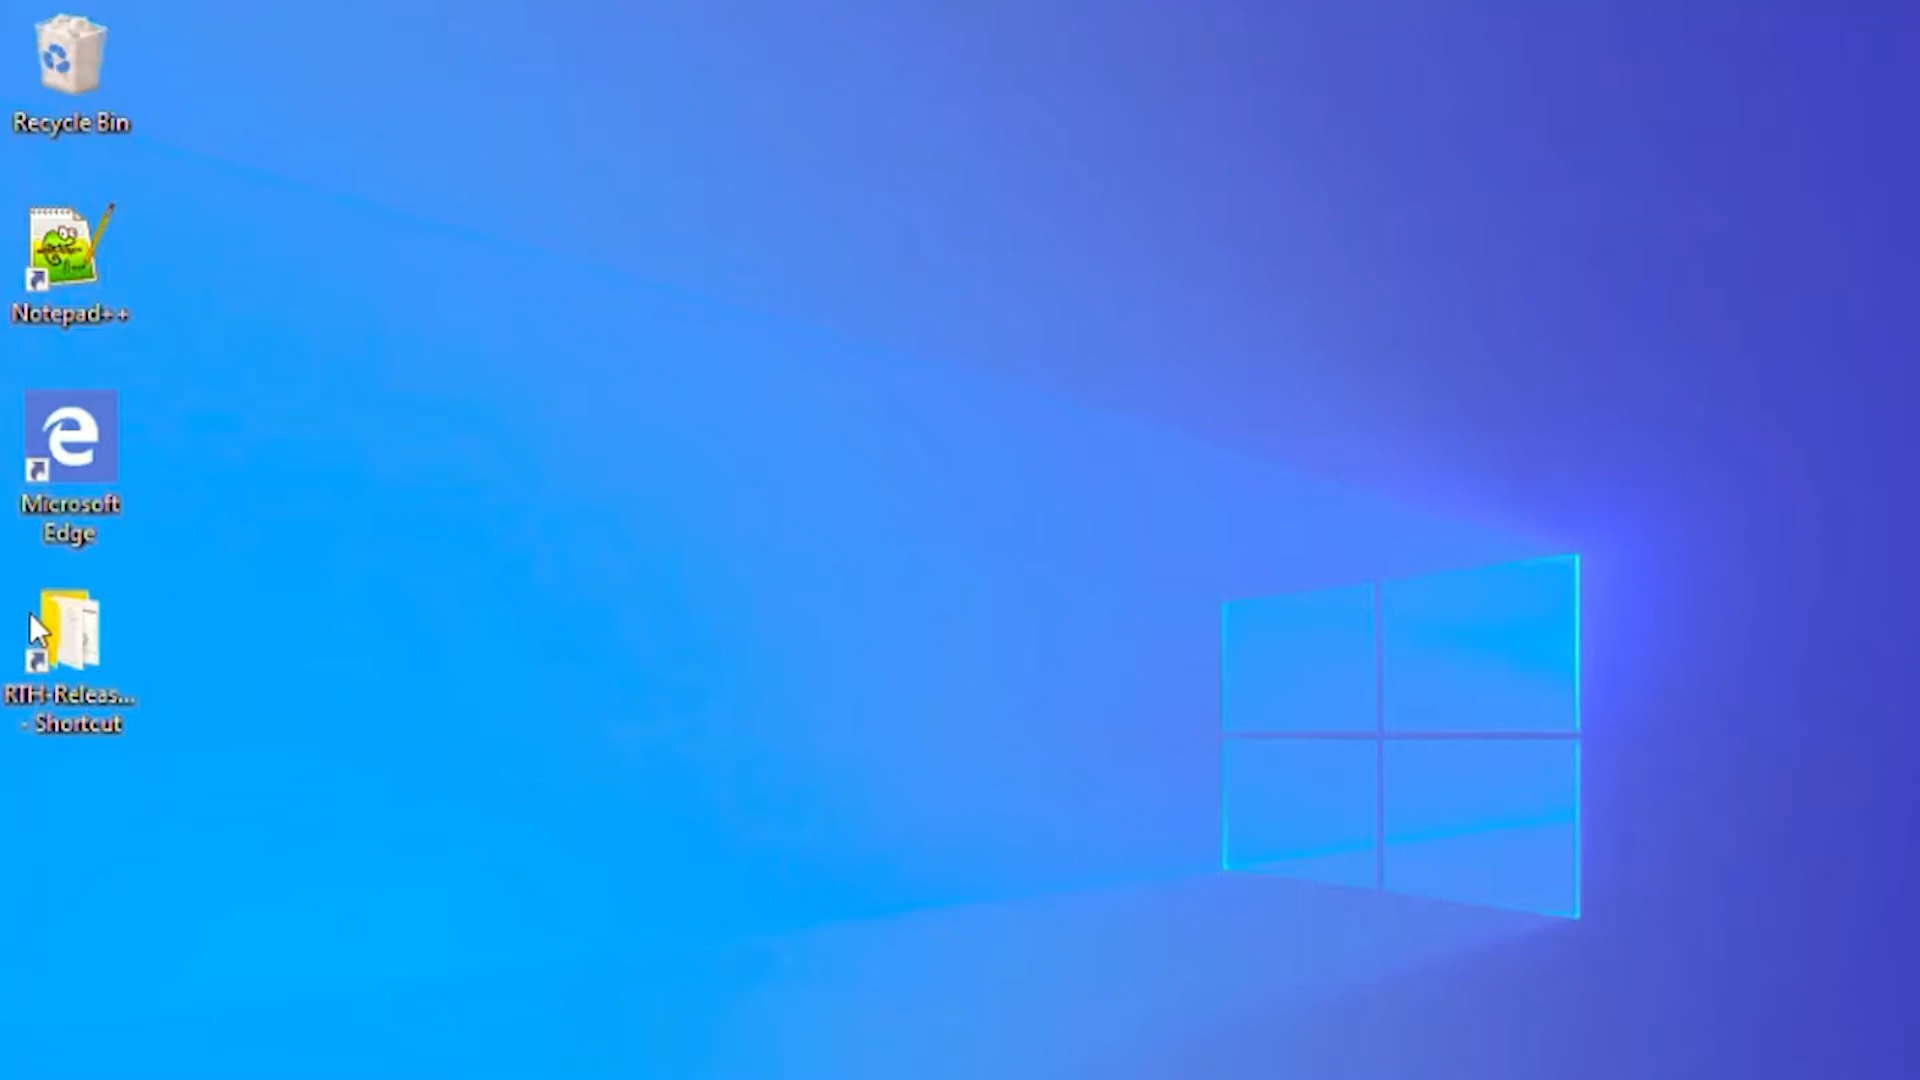 Recycle Bin
Notepad++
Microsoft
Edge
RTH-Releas...
- Shortcut